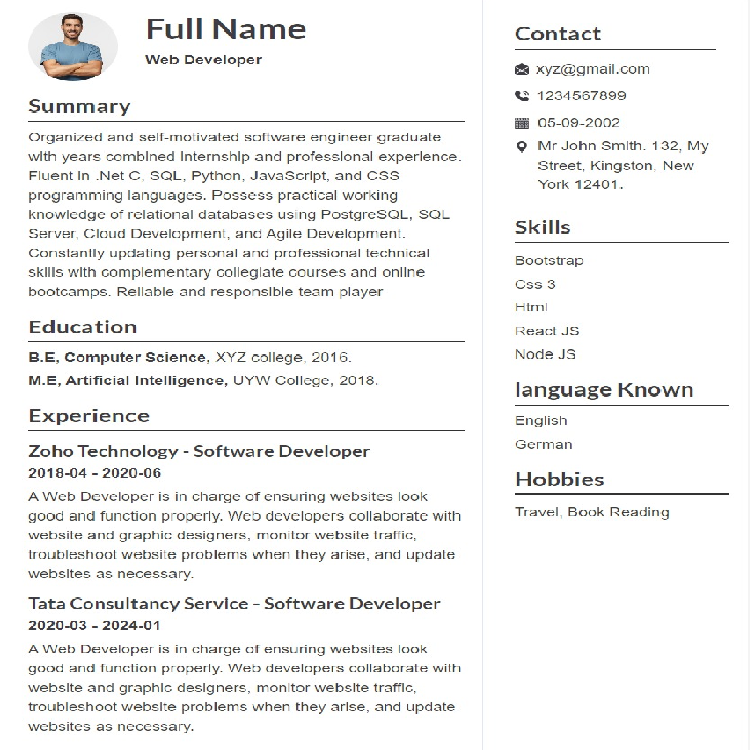 Full Name
Web Developer
Summary
Organized and self-motivated software engineer graduate
with years combined internship and professional experience.
Fluent in .Net C, SQL, Python, JavaScript, and CSS
programming languages. Possess practical working
knowledge of relational databases using PostgreSQL, SQL
Server, Cloud Development, and Agile Development.
Constantly updating personal and professional technical
skills with complementary collegiate courses and online
bootcamps. Reliable and responsible team player
Education
B.E, Computer Science, XYZ college, 2016.
M.E, Artificial Intelligence, UYW College, 2018.
Experience
Zoho Technology - Software Developer
2018-04 - 2020-06
A Web Developer is in charge of ensuring websites look
good and function properly. Web developers collaborate with
website and graphic designers, monitor website traffic,
troubleshoot website problems when they arise, and update
websites as necessary.
Tata Consultancy Service - Software Developer
2020-03 - 2024-01
A Web Developer is in charge of ensuring websites look
good and function properly. Web developers collaborate with
website and graphic designers, monitor website traffic,
troubleshoot website problems when they arise, and update
websites as necessary.
Contact
xyz@gmail.com
1234567899
05-09-2002
Mr John Smith. 132, My
Street, Kingston, New
York 12401.
Skills
Bootstrap
Css 3
Html
React JS
Node JS
language Known
English
German
Hobbies
Travel, Book Reading